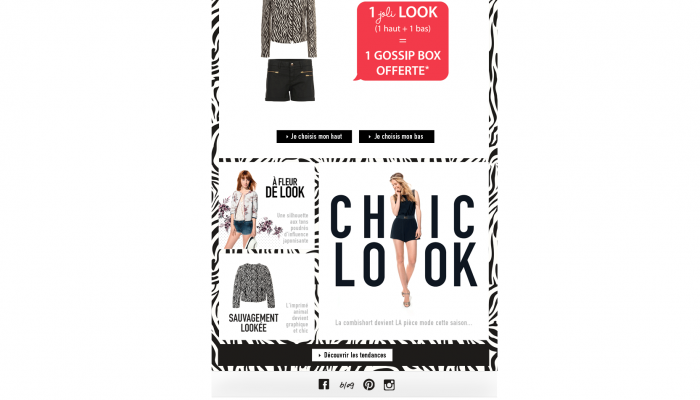 1 joli LOOK
(1 haut + 1 bas)
=
1 GOSSIP BOX
OFFERTE*
Je choisis mon haut
Je choisis mon bas
À FLEUR
DE LOOK
Une silhouette
aux tons
poudrés
d'influence
japonisante
SAUVAGEMENT
LOOKÉE
L'imprimé
animal
devient
graphique
et chic
CHIC
LOOK
La combishort devient LA pièce mode cette saison...
Découvrir les tendances
blog